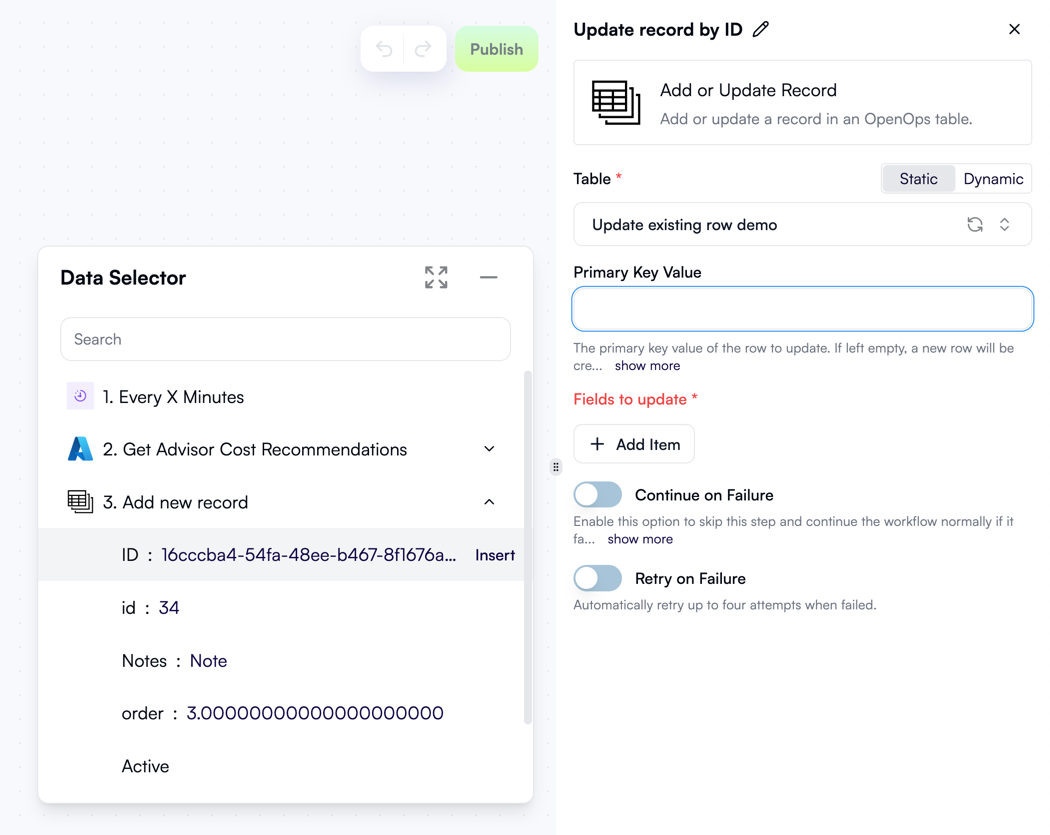 Publish
Data Selector
Search
1. Every X Minutes
2. Get Advisor Cost Recommendations
3. Add new record
ID : 16cccba4-54fa-48ee-b467-8f1676a... Insert
id : 34
Notes : Note
order : 3.00000000000000000000
Active
Update record by ID
Add or Update Record
Add or update a record in an OpenOps table.
Table *
Static Dynamic
Update existing row demo
Primary Key Value
The primary key value of the row to update. If left empty, a new row will be
cre... show more
Fields to update *
+ Add Item
Continue on Failure
Enable this option to skip this step and continue the workflow normally if it
fa... show more
Retry on Failure
Automatically retry up to four attempts when failed.